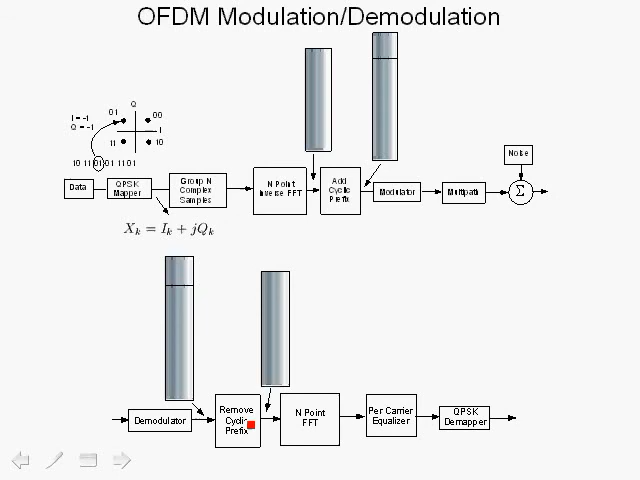 OFDM Modulation/Demodulation
Q
01
00
I = -1
Q = -1
I
11
10
10 11 01 01 11 01
Data
QPSK
Mapper
Group N
Complex
Samples
N Point
Inverse FFT
Add
Cyclic
Prefix
Modulator
Multipath
Noise
Σ
X_k = I_k + jQ_k
Demodulator
Remove
Cyclic
Prefix
N Point
FFT
Per Carrier
Equalizer
QPSK
Demapper